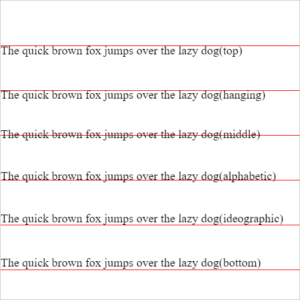 The quick brown fox jumps over the lazy dog(top)
The quick brown fox jumps over the lazy dog(hanging)
The quick brown fox jumps over the lazy dog(middle)
The quick brown fox jumps over the lazy dog(alphabetic)
The quick brown fox jumps over the lazy dog(ideographic)
The quick brown fox jumps over the lazy dog(bottom)